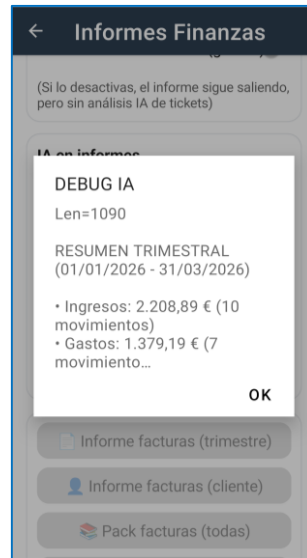 ← Informes Finanzas
(Si lo desactivas, el informe sigue saliendo,
pero sin análisis IA de tickets)
IA en informes
DEBUG IA
Len=1090
RESUMEN TRIMESTRAL
(01/01/2026 - 31/03/2026)
• Ingresos: 2.208,89 € (10
movimientos)
• Gastos: 1.379,19 € (7
movimiento…
OK
Informe facturas (trimestre)
Informe facturas (cliente)
Pack facturas (todas)